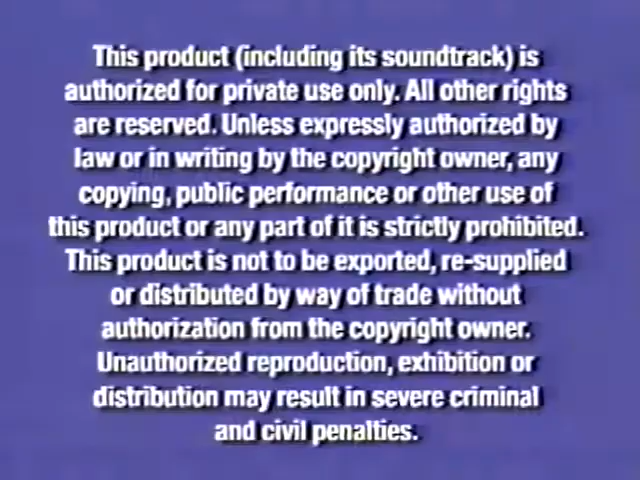 This product (including its soundtrack) is
authorized for private use only. All other rights
are reserved. Unless expressly authorized by
law or in writing by the copyright owner, any
copying, public performance or other use of
this product or any part of it is strictly prohibited.
This product is not to be exported, re-supplied
or distributed by way of trade without
authorization from the copyright owner.
Unauthorized reproduction, exhibition or
distribution may result in severe criminal
and civil penalties.